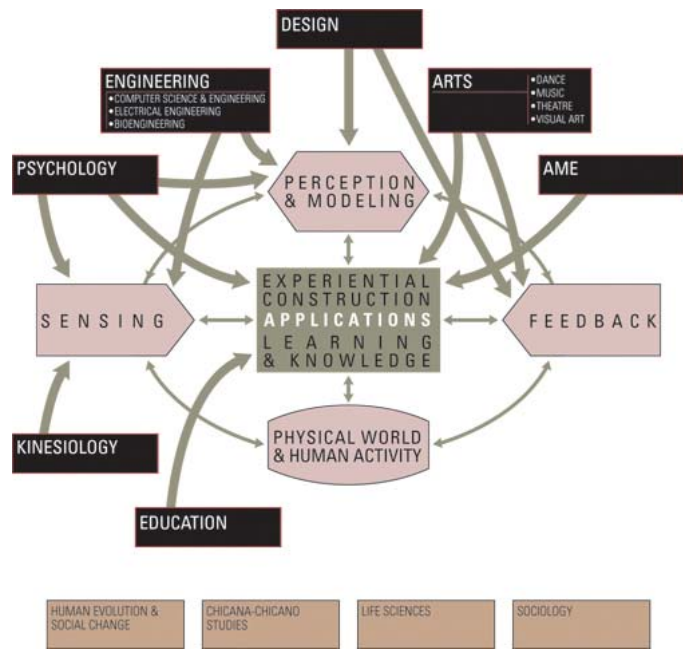 DESIGN
ENGINEERING
•COMPUTER SCIENCE & ENGINEERING
•ELECTRICAL ENGINEERING
•BIOENGINEERING
ARTS
•DANCE
•MUSIC
•THEATRE
•VISUAL ART
PSYCHOLOGY
PERCEPTION
& MODELING
AME
SENSING
EXPERIENTIAL
CONSTRUCTION
APPLICATIONS
LEARNING
& KNOWLEDGE
FEEDBACK
KINESIOLOGY
PHYSICAL WORLD
& HUMAN ACTIVITY
EDUCATION
HUMAN EVOLUTION &
SOCIAL CHANGE
CHICANA-CHICANO
STUDIES
LIFE SCIENCES
SOCIOLOGY